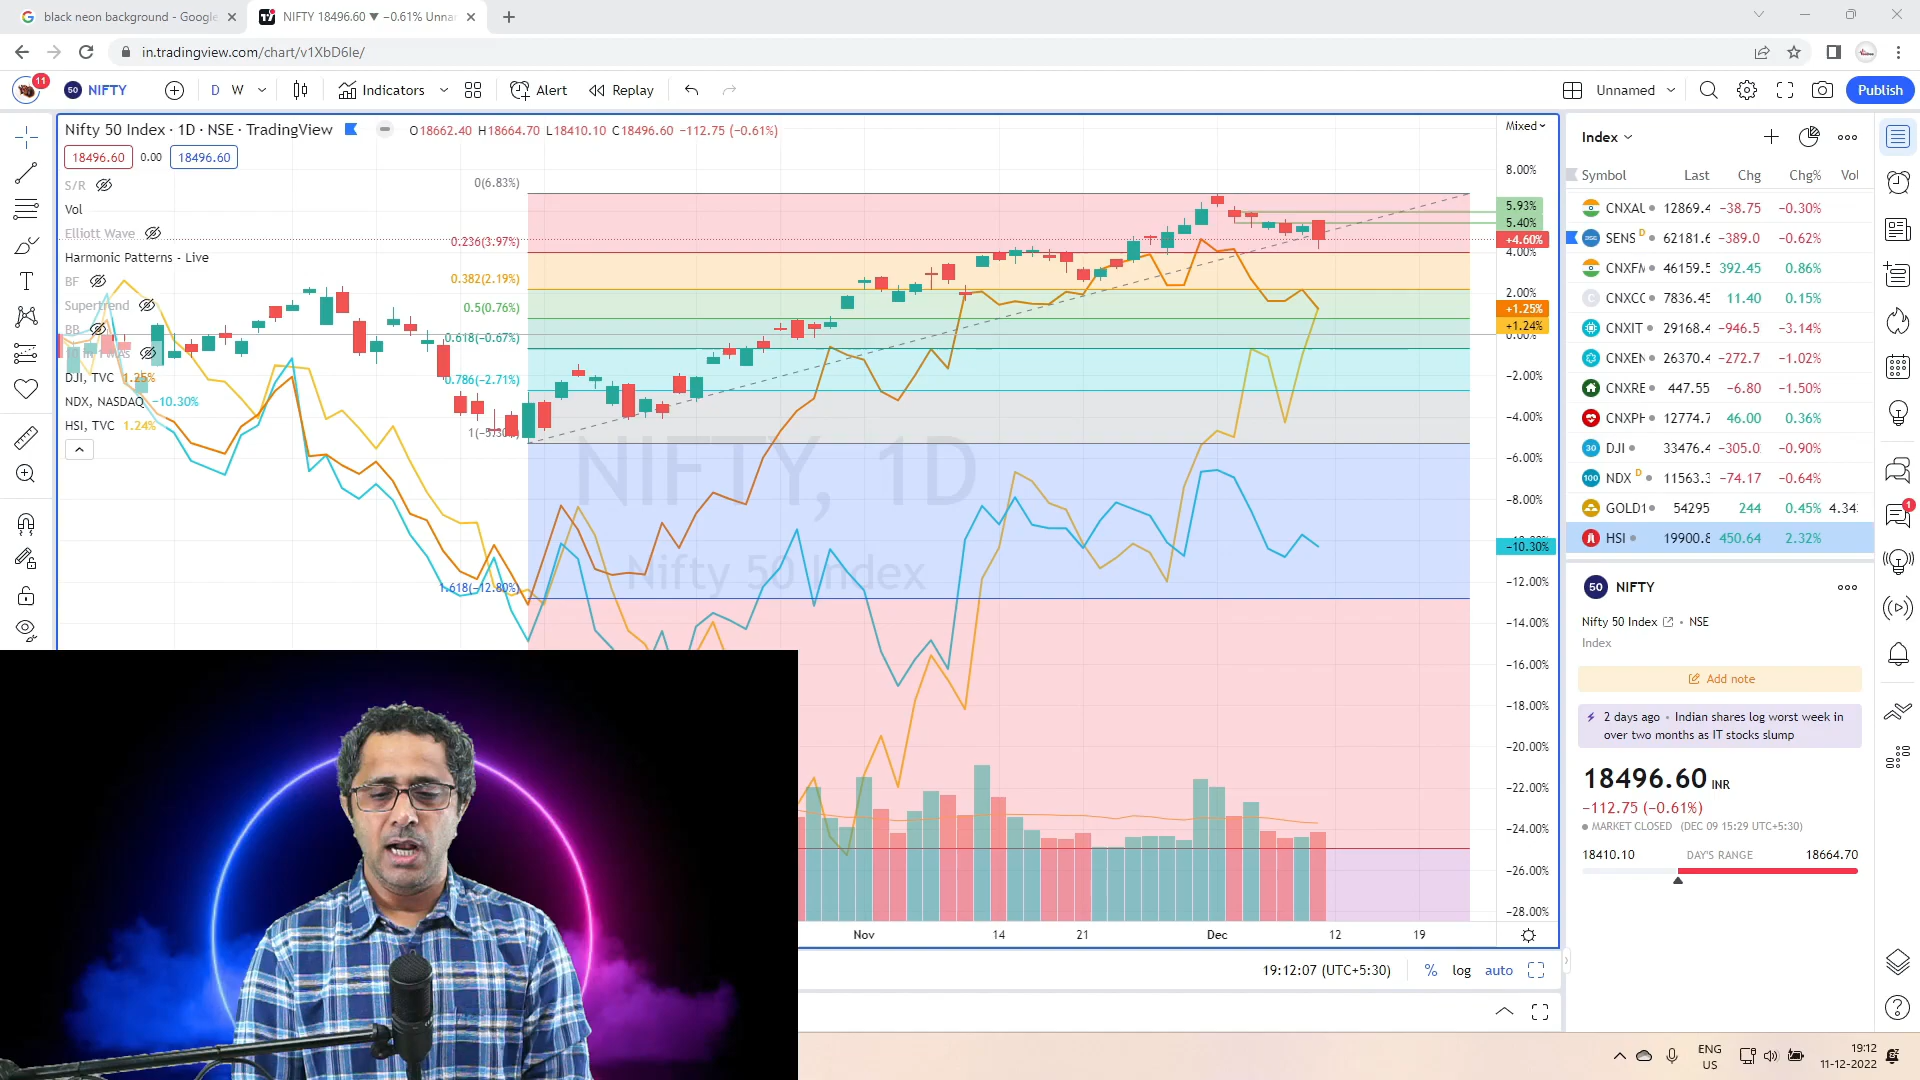 black neon background - Google
NIFTY 18496.60 ▼ −0.61% Unna
in.tradingview.com/chart/v1XbD6Ie/
11
50 NIFTY
D W
Indicators
Alert
Replay
Unnamed
Publish
Nifty 50 Index · 1D · NSE · TradingView
O18662.40 H18664.70 L18410.10 C18496.60 −112.75 (−0.61%)
18496.60 0.00 18496.60
S/R
Vol
Elliott Wave
Harmonic Patterns - Live
BF
Supertrend
BB
DJI, TVC 1.25%
NDX, NASDAQ −10.30%
HSI, TVC 1.24%
0(6.83%)
0.236(3.97%)
0.382(2.19%)
0.5(0.76%)
0.618(−0.67%)
0.786(−2.71%)
1.618(−12.80%)
NIFTY, 1D
Nifty 50 Index
Mixed
8.00%
5.93%
5.40%
+4.60%
4.00%
2.00%
+1.25%
+1.24%
0.00%
−2.00%
−4.00%
−6.00%
−8.00%
−10.30%
−12.00%
−14.00%
−16.00%
−18.00%
−20.00%
−22.00%
−24.00%
−26.00%
−28.00%
Nov 14 21 Dec 12 19
19:12:07 (UTC+5:30) % log auto
Index
Symbol Last Chg Chg% Vol
CNXAU 12869.4 −38.75 −0.30%
SENS D 62181.6 −389.0 −0.62%
CNXFM 46159.5 392.45 0.86%
CNXCO 7836.45 11.40 0.15%
CNXIT 29168.4 −946.5 −3.14%
CNXEN 26370.4 −272.7 −1.02%
CNXRE 447.55 −6.80 −1.50%
CNXPH 12774.7 46.00 0.36%
30 DJI 33476.4 −305.0 −0.90%
100 NDX D 11563.3 −74.17 −0.64%
GOLD1 54295 244 0.45% 4.34
HSI 19900.8 450.64 2.32%
50 NIFTY
Nifty 50 Index • NSE
Index
Add note
2 days ago • Indian shares log worst week in
over two months as IT stocks slump
18496.60 INR
−112.75 (−0.61%)
MARKET CLOSED (DEC 09 15:29 UTC+5:30)
18410.10 DAY'S RANGE 18664.70
1
ENG
US
19:12
11-12-2022